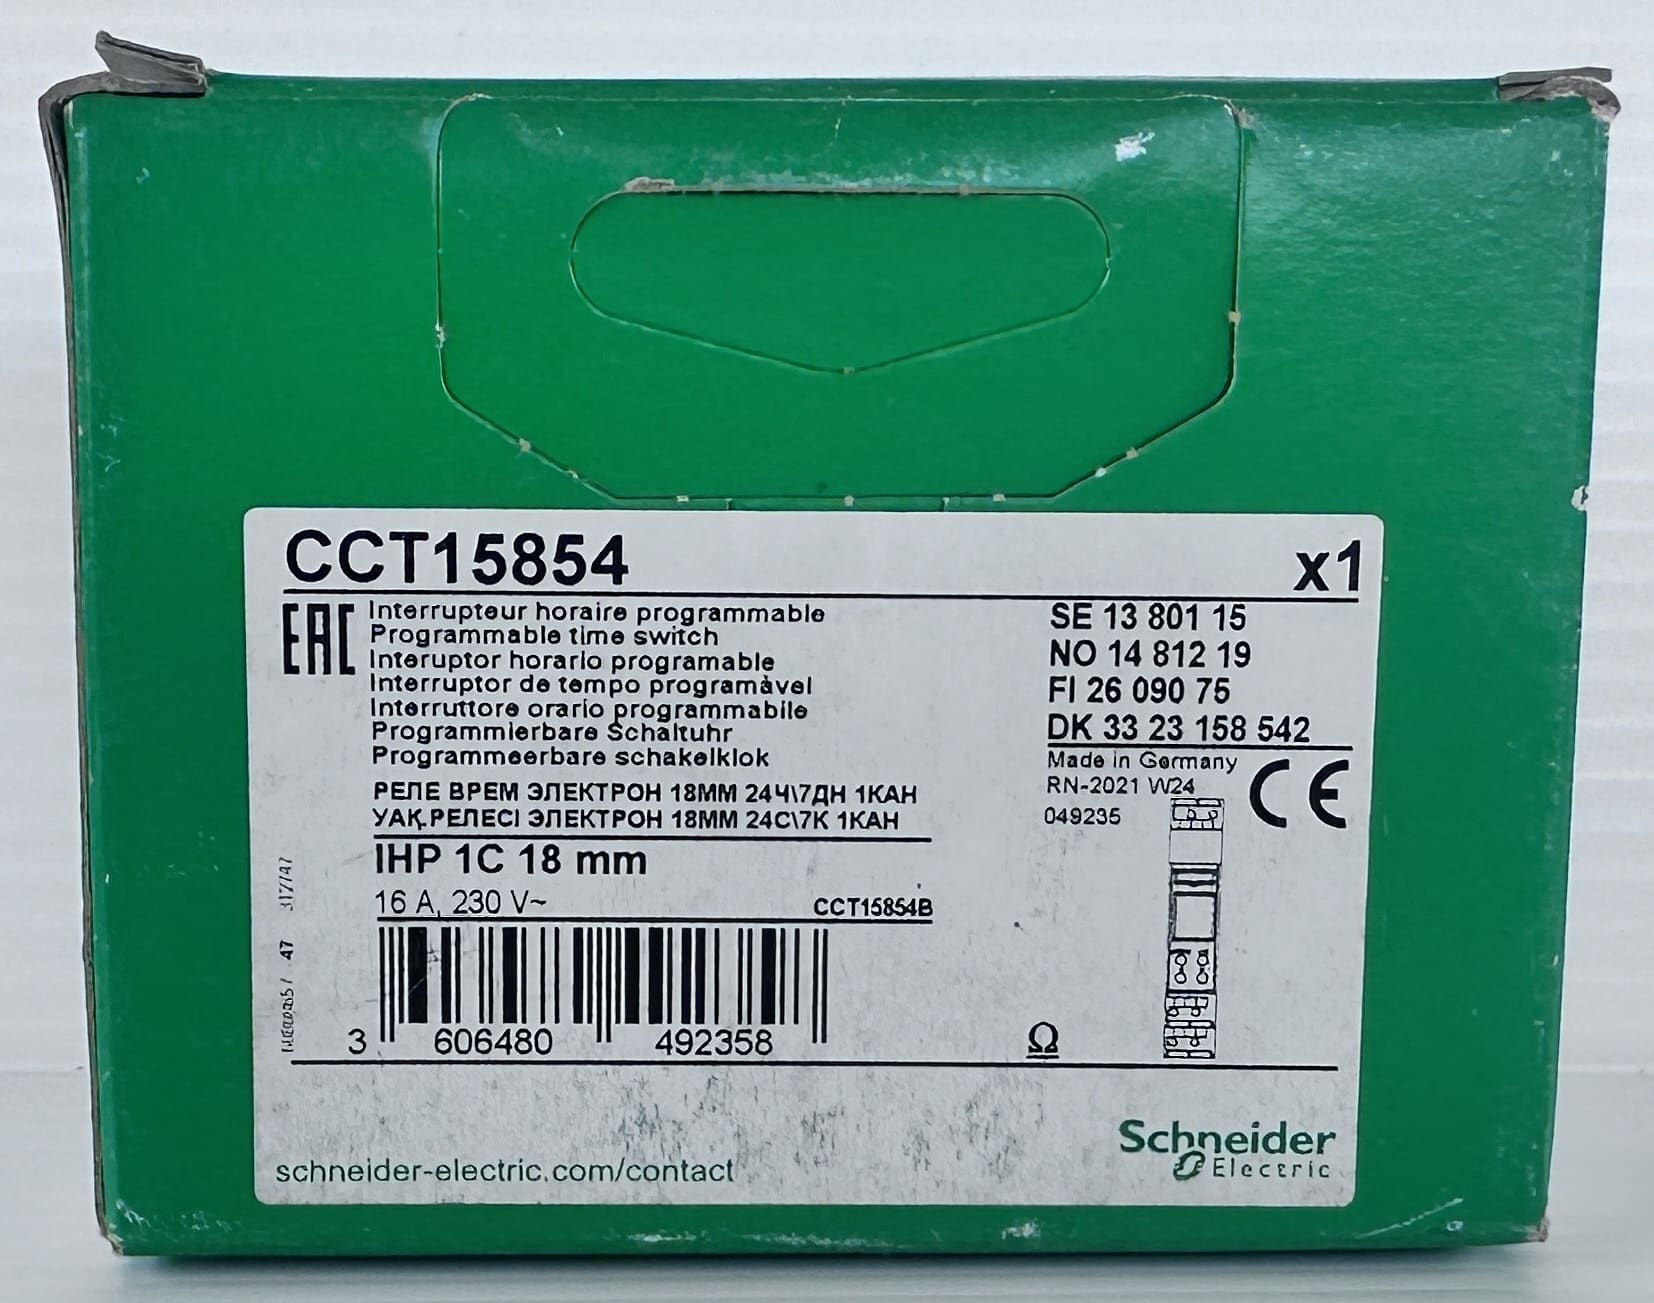 CCT15854
x1
EAC
Interrupteur horaire programmable
Programmable time switch
Interuptor horario programable
Interruptor de tempo programàvel
Interruttore orario programmabile
Programmierbare Schaltuhr
Programmeerbare schakelklok
РЕЛЕ ВРЕМ ЭЛЕКТРОН 18ММ 24Ч\7ДН 1КАН
УАҚ.РЕЛЕСІ ЭЛЕКТРОН 18ММ 24С\7К 1КАН
SE 13 801 15
NO 14 812 19
FI 26 090 75
DK 33 23 158 542
Made in Germany
RN-2021 W24
049235
CE
IHP 1C 18 mm
16 A, 230 V~
CCT15854B
47
3 606480 492358
Ω
schneider-electric.com/contact
Schneider
Electric